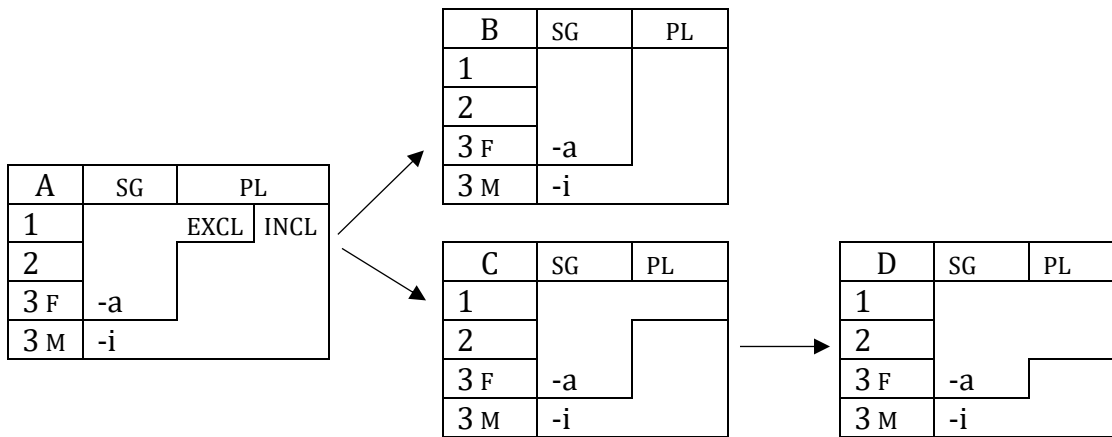 B SG PL
1
2
3 F -a
3 M -i
A SG PL
1 EXCL INCL
2
3 F -a
3 M -i
C SG PL
1
2
3 F -a
3 M -i
D SG PL
1
2
3 F -a
3 M -i